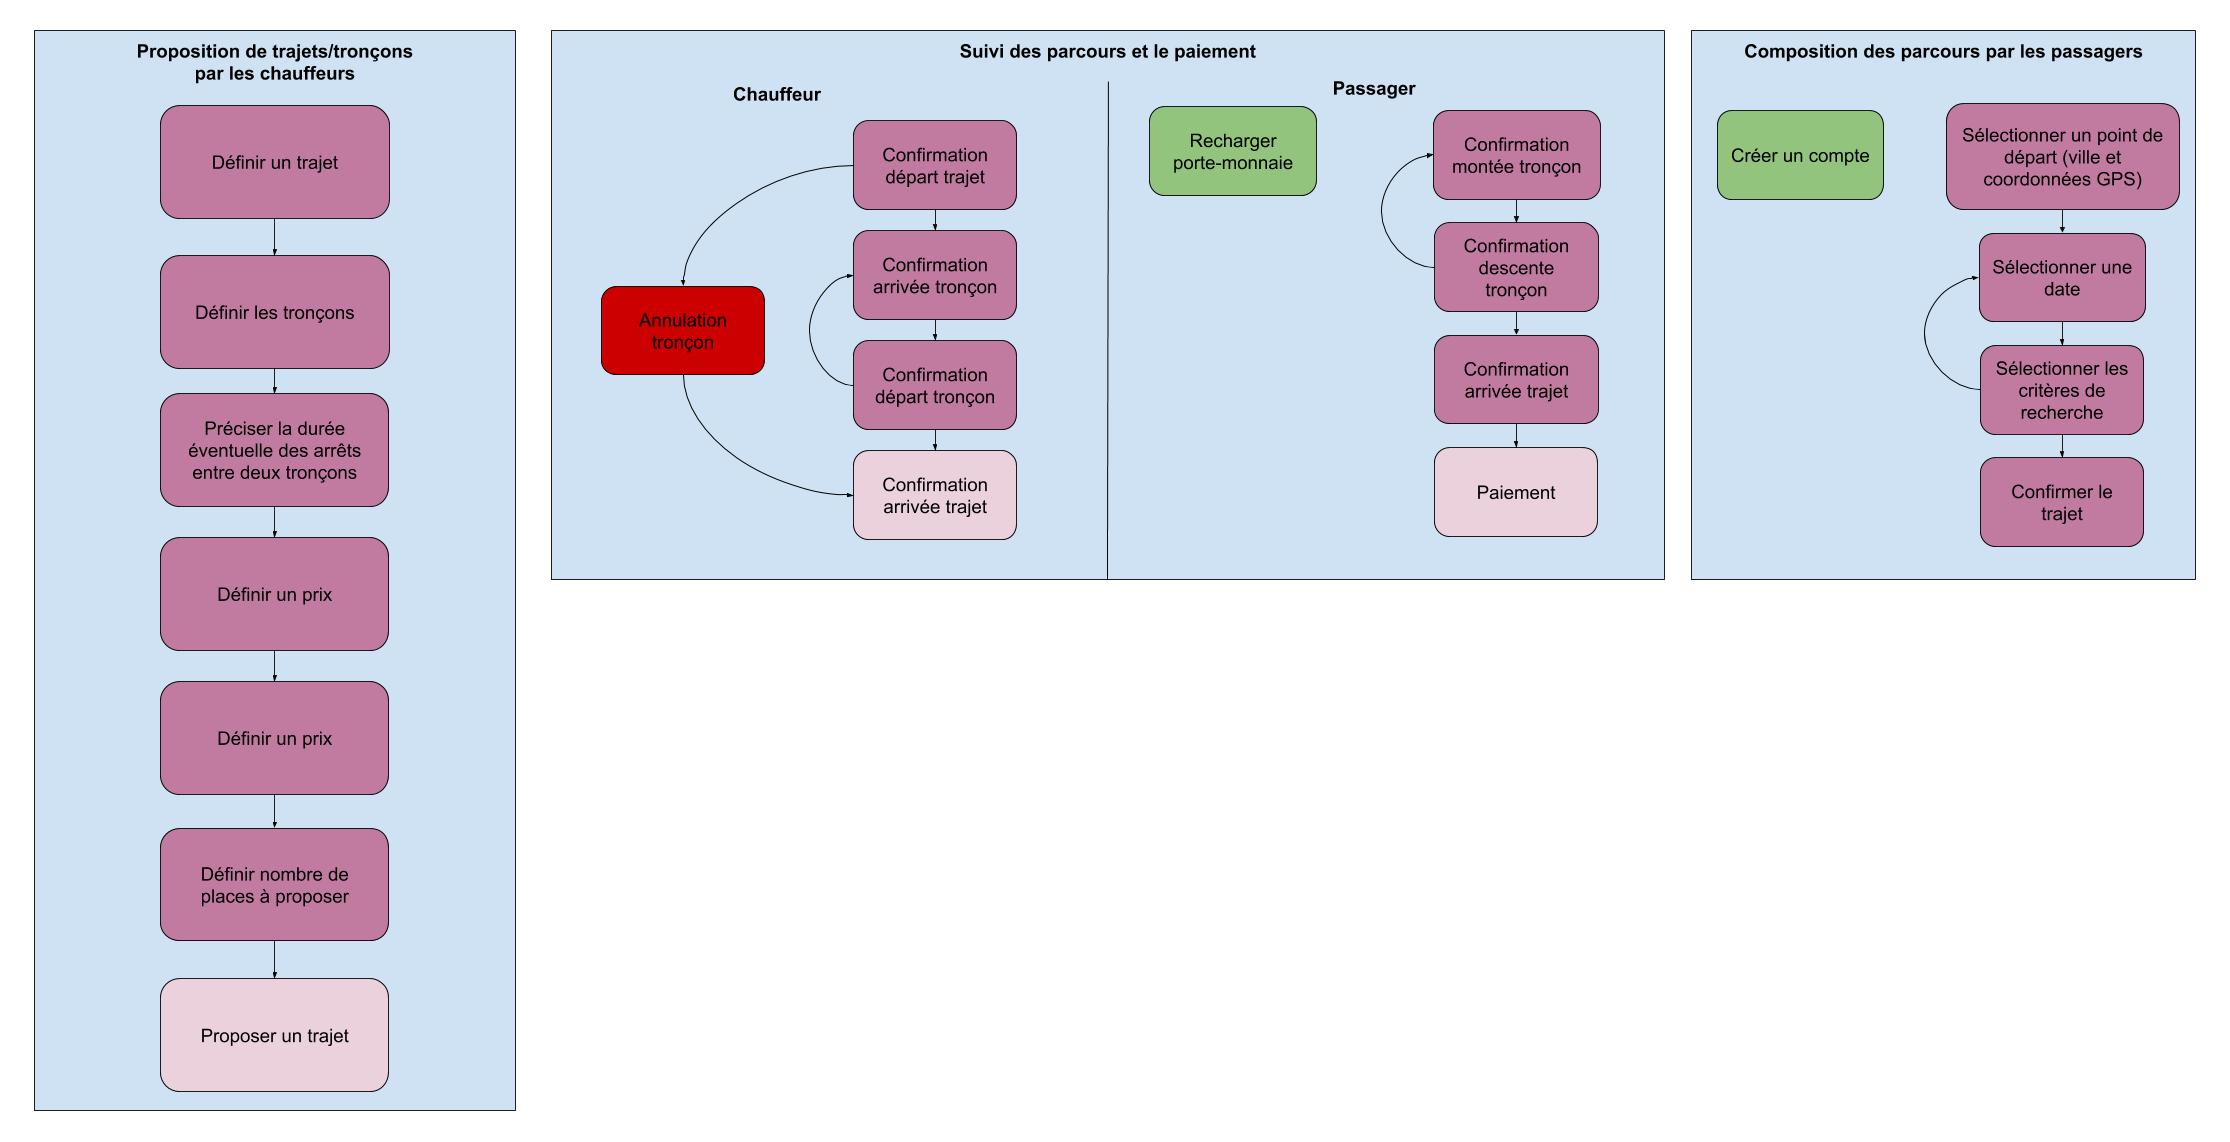 Proposition de trajets/tronçons
par les chauffeurs
Définir un trajet
Définir les tronçons
Préciser la durée
éventuelle des arrêts
entre deux tronçons
Définir un prix
Définir un prix
Définir nombre de
places à proposer
Proposer un trajet
Suivi des parcours et le paiement
Chauffeur
Confirmation
départ trajet
Confirmation
arrivée tronçon
Annulation
tronçon
Confirmation
départ tronçon
Confirmation
arrivée trajet
Passager
Recharger
porte-monnaie
Confirmation
montée tronçon
Confirmation
descente
tronçon
Confirmation
arrivée trajet
Paiement
Composition des parcours par les passagers
Créer un compte
Sélectionner un point de
départ (ville et
coordonnées GPS)
Sélectionner une
date
Sélectionner les
critères de
recherche
Confirmer le
trajet